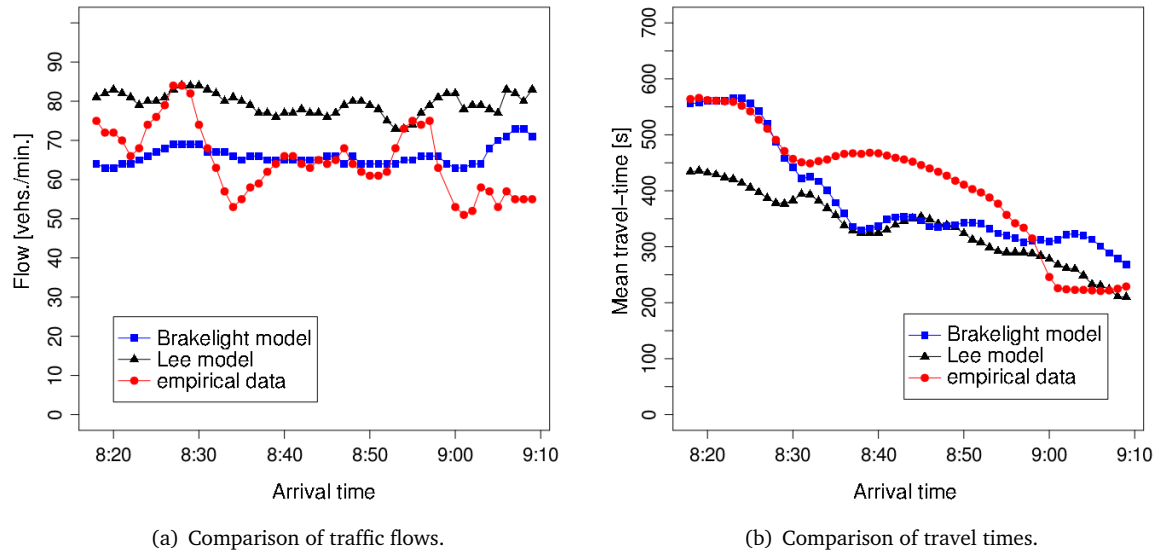 Flow [vehs./min.]
90
80
70
60
50
40
30
20
10
0
Brakelight model
Lee model
empirical data
8:20 8:30 8:40 8:50 9:00 9:10
Arrival time
(a) Comparison of traffic flows.
Mean travel-time [s]
700
600
500
400
300
200
100
0
Brakelight model
Lee model
empirical data
8:20 8:30 8:40 8:50 9:00 9:10
Arrival time
(b) Comparison of travel times.